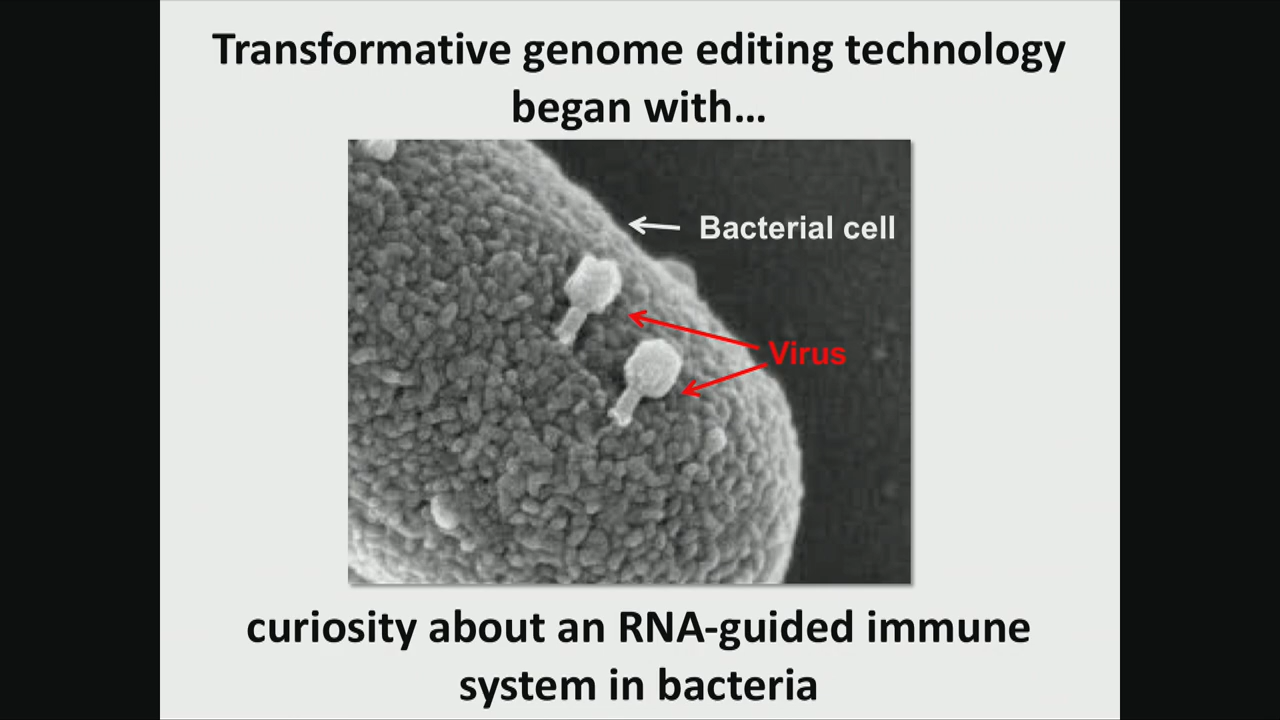 Transformative genome editing technology
began with...
Bacterial cell
Virus
curiosity about an RNA-guided immune
system in bacteria